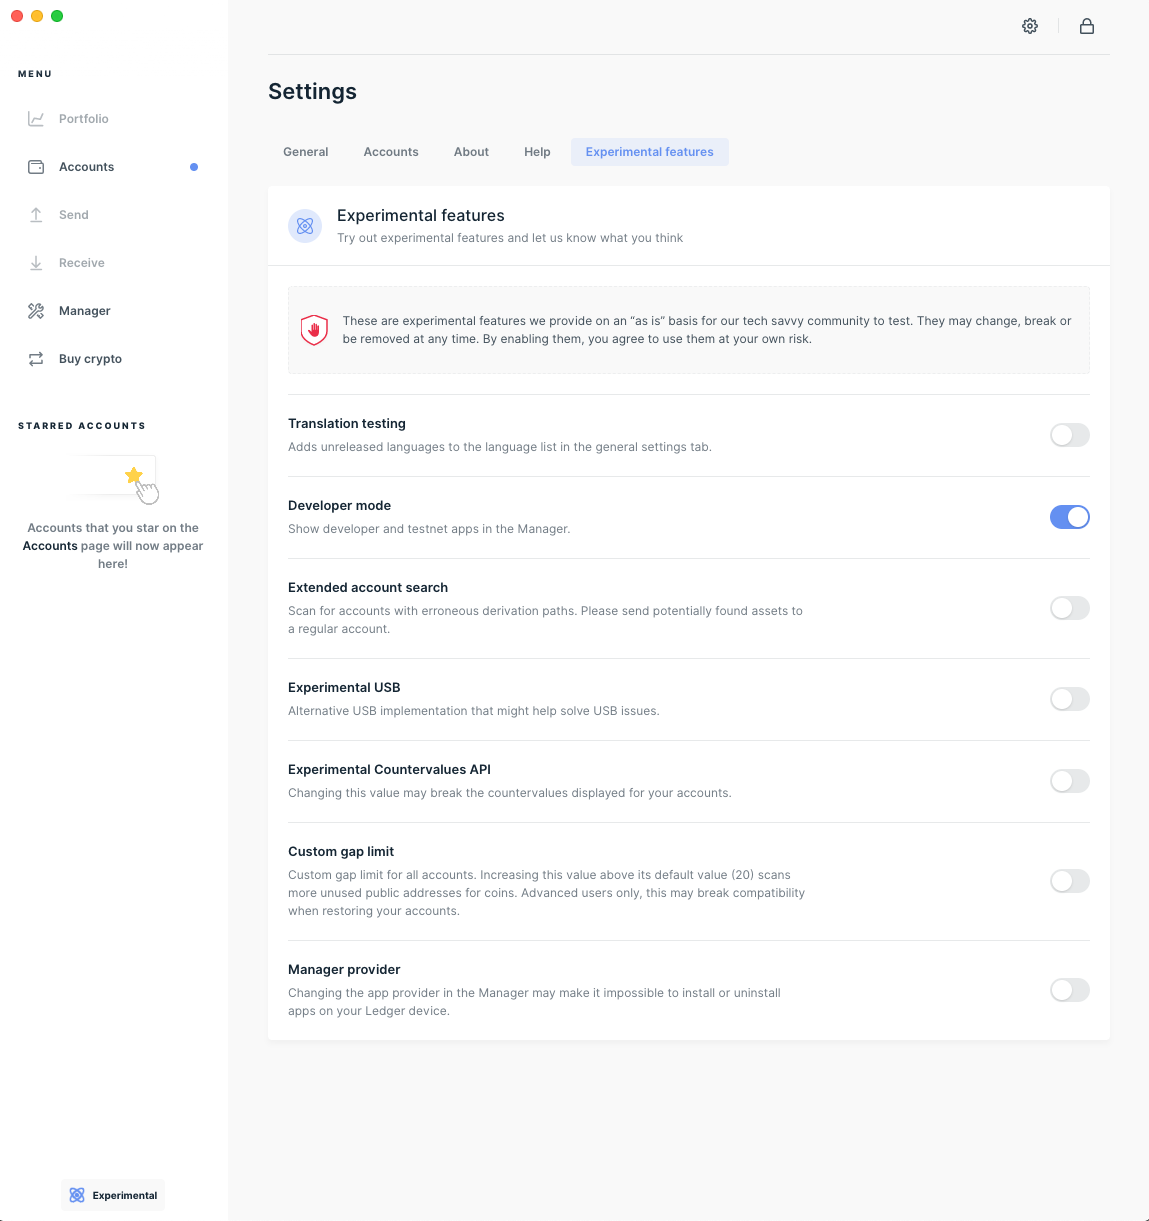 MENU
Portfolio
Accounts
Send
Receive
Manager
Buy crypto
STARRED ACCOUNTS
Accounts that you star on the
Accounts page will now appear
here!
Experimental
Settings
General
Accounts
About
Help
Experimental features
Experimental features
Try out experimental features and let us know what you think
These are experimental features we provide on an “as is” basis for our tech savvy community to test. They may change, break or
be removed at any time. By enabling them, you agree to use them at your own risk.
Translation testing
Adds unreleased languages to the language list in the general settings tab.
Developer mode
Show developer and testnet apps in the Manager.
Extended account search
Scan for accounts with erroneous derivation paths. Please send potentially found assets to
a regular account.
Experimental USB
Alternative USB implementation that might help solve USB issues.
Experimental Countervalues API
Changing this value may break the countervalues displayed for your accounts.
Custom gap limit
Custom gap limit for all accounts. Increasing this value above its default value (20) scans
more unused public addresses for coins. Advanced users only, this may break compatibility
when restoring your accounts.
Manager provider
Changing the app provider in the Manager may make it impossible to install or uninstall
apps on your Ledger device.